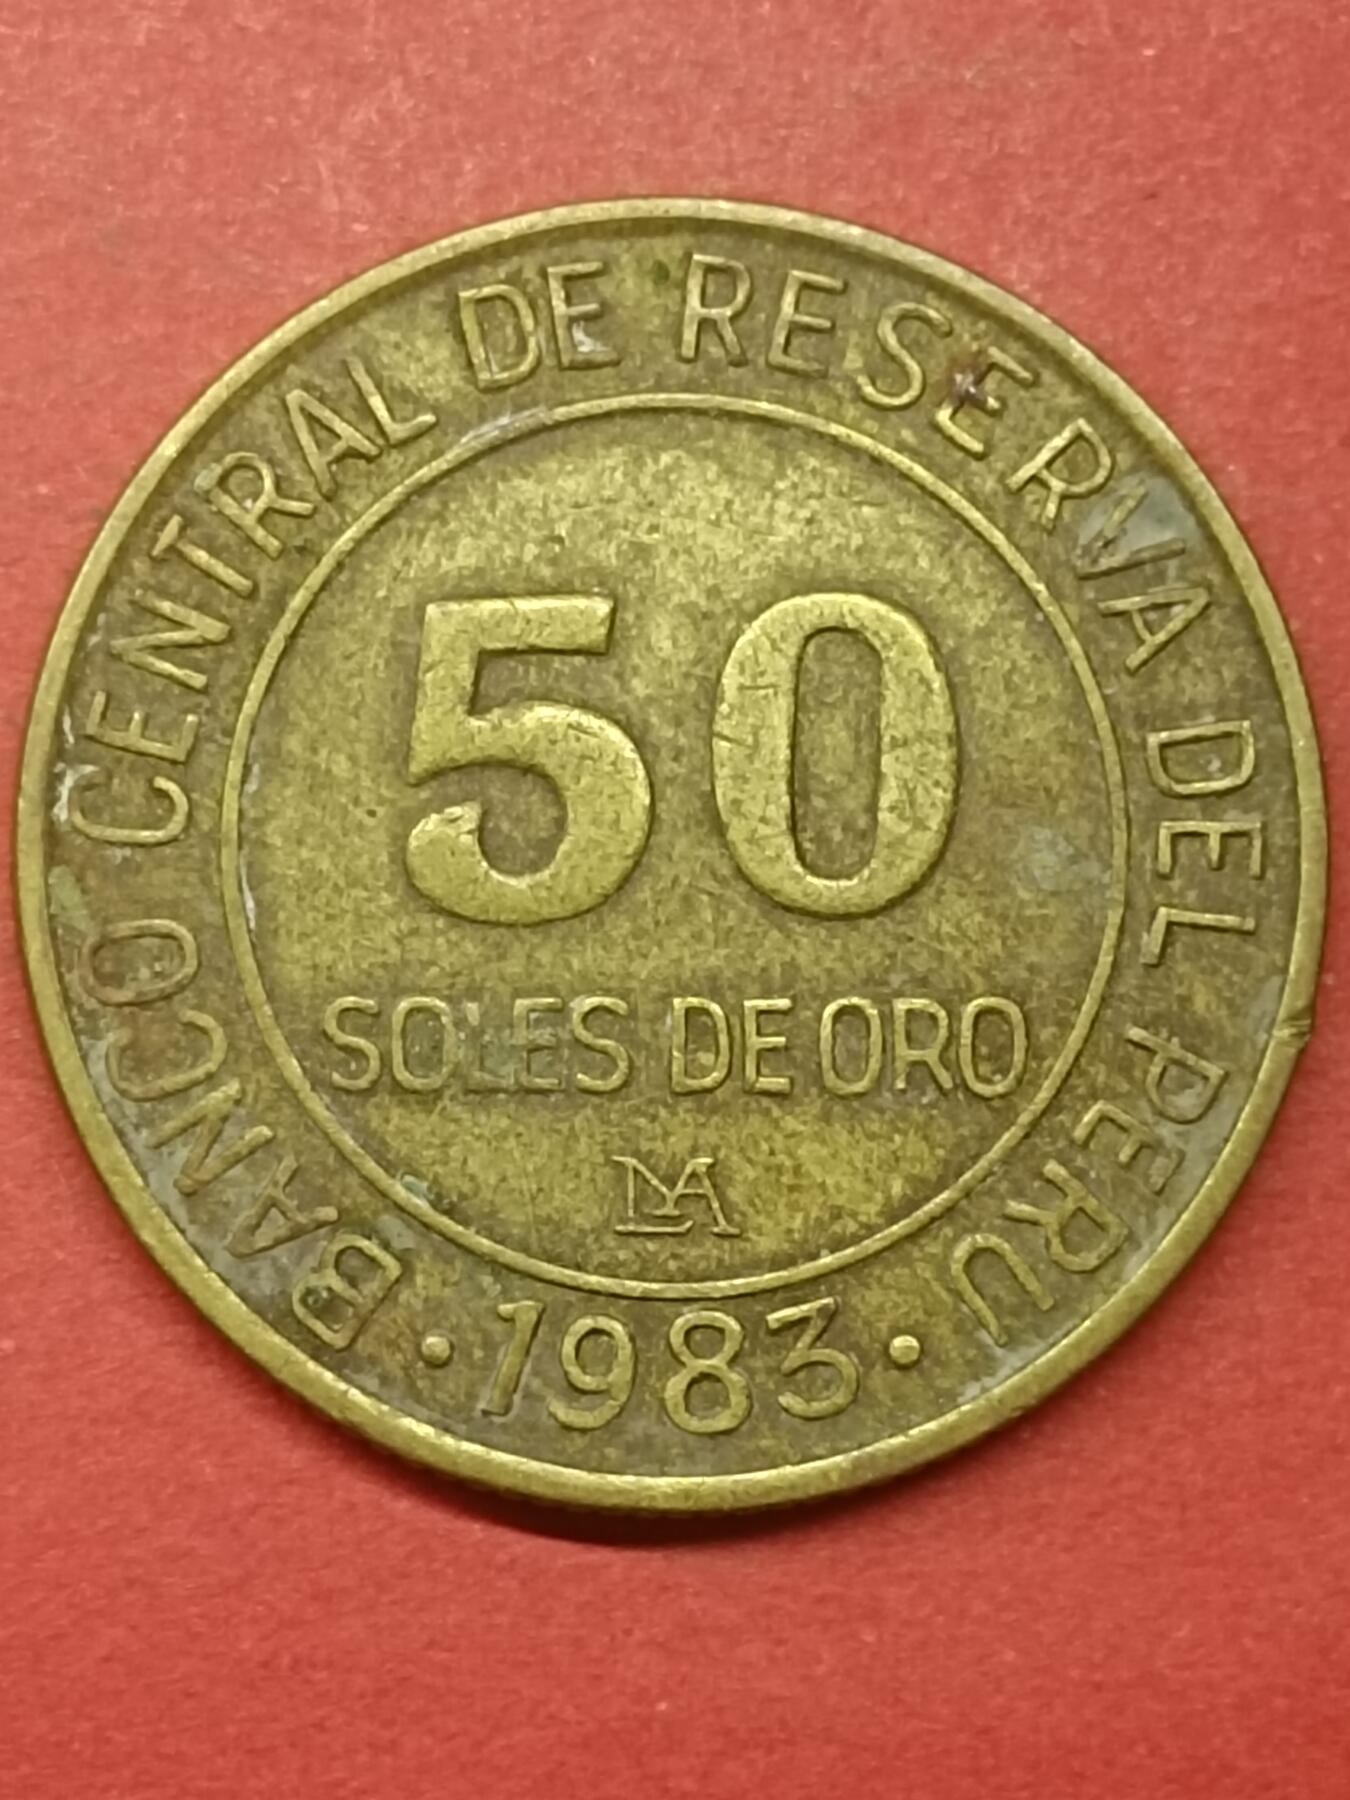 BANCO CENTRAL DE RESERVA DEL PERU
50
SOLES DE ORO
LMA
· 1983 ·